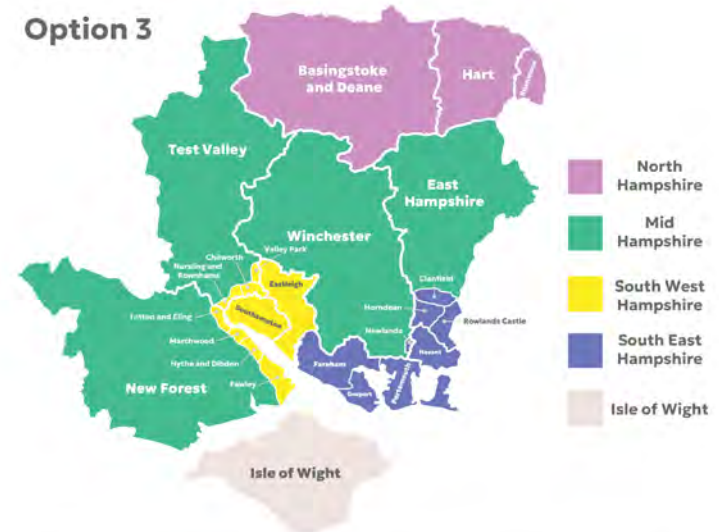 Option 3
Basingstoke
and Deane
Hart
Rushmoor
Test Valley
East
Hampshire
Winchester
Valley Park
Chilworth
Nursling and
Rownhams
Eastleigh
Southampton
Totton and Eling
Marchwood
Hythe and Dibden
Fawley
New Forest
Clanfield
Horndean
Rowlands Castle
Newlands
Havant
Fareham
Portsmouth
Gosport
Isle of Wight
North
Hampshire
Mid
Hampshire
South West
Hampshire
South East
Hampshire
Isle of Wight